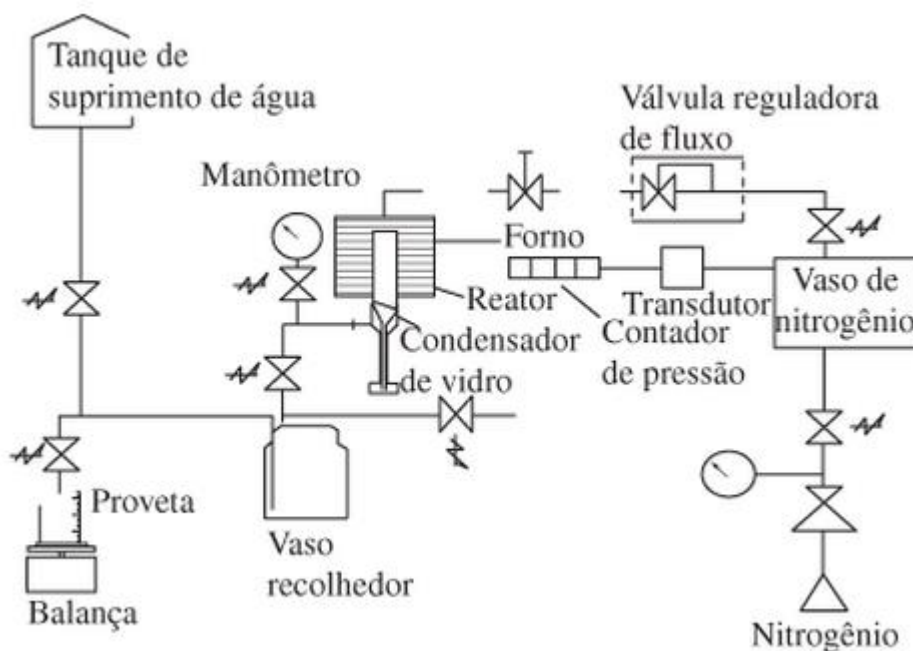 Tanque de
suprimento de água
Válvula reguladora
de fluxo
Manômetro
Forno
Reator
Transdutor
Vaso de
nitrogênio
Condensador
de vidro
Contador
de pressão
Proveta
Vaso
recolhedor
Balança
Nitrogênio